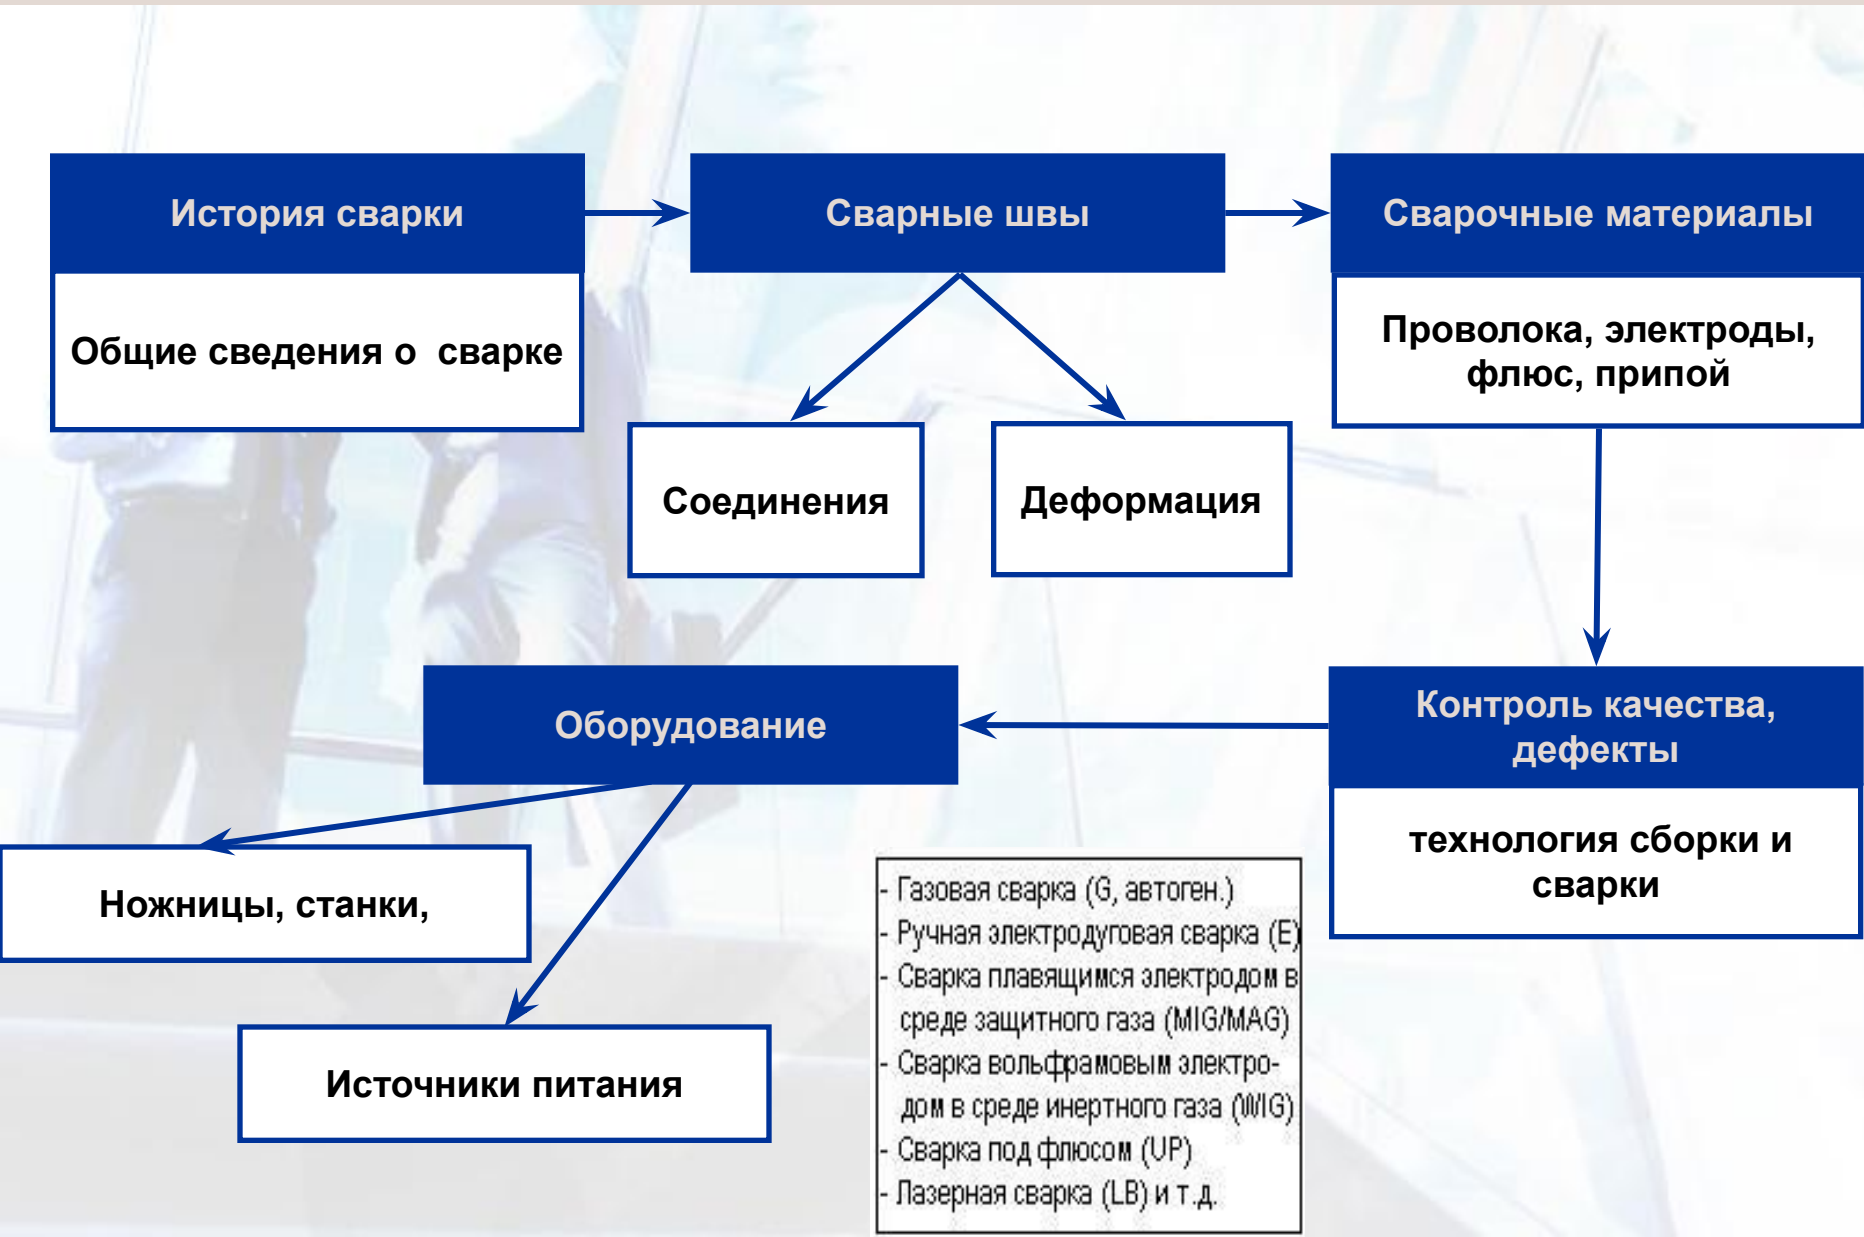 История сварки
Общие сведения о сварке
Сварные швы
Соединения
Деформация
Сварочные материалы
Проволока, электроды,
флюс, припой
Контроль качества,
дефекты
технология сборки и
сварки
Оборудование
Ножницы, станки,
Источники питания
- Газовая сварка (G, автоген.)
- Ручная электродуговая сварка (E)
- Сварка плавящимся электродом в
среде защитного газа (MIG/MAG)
- Сварка вольфрамовым электро-
дом в среде инертного газа (WIG)
- Сварка под флюсом (UP)
- Лазерная сварка (LB) и т.д.